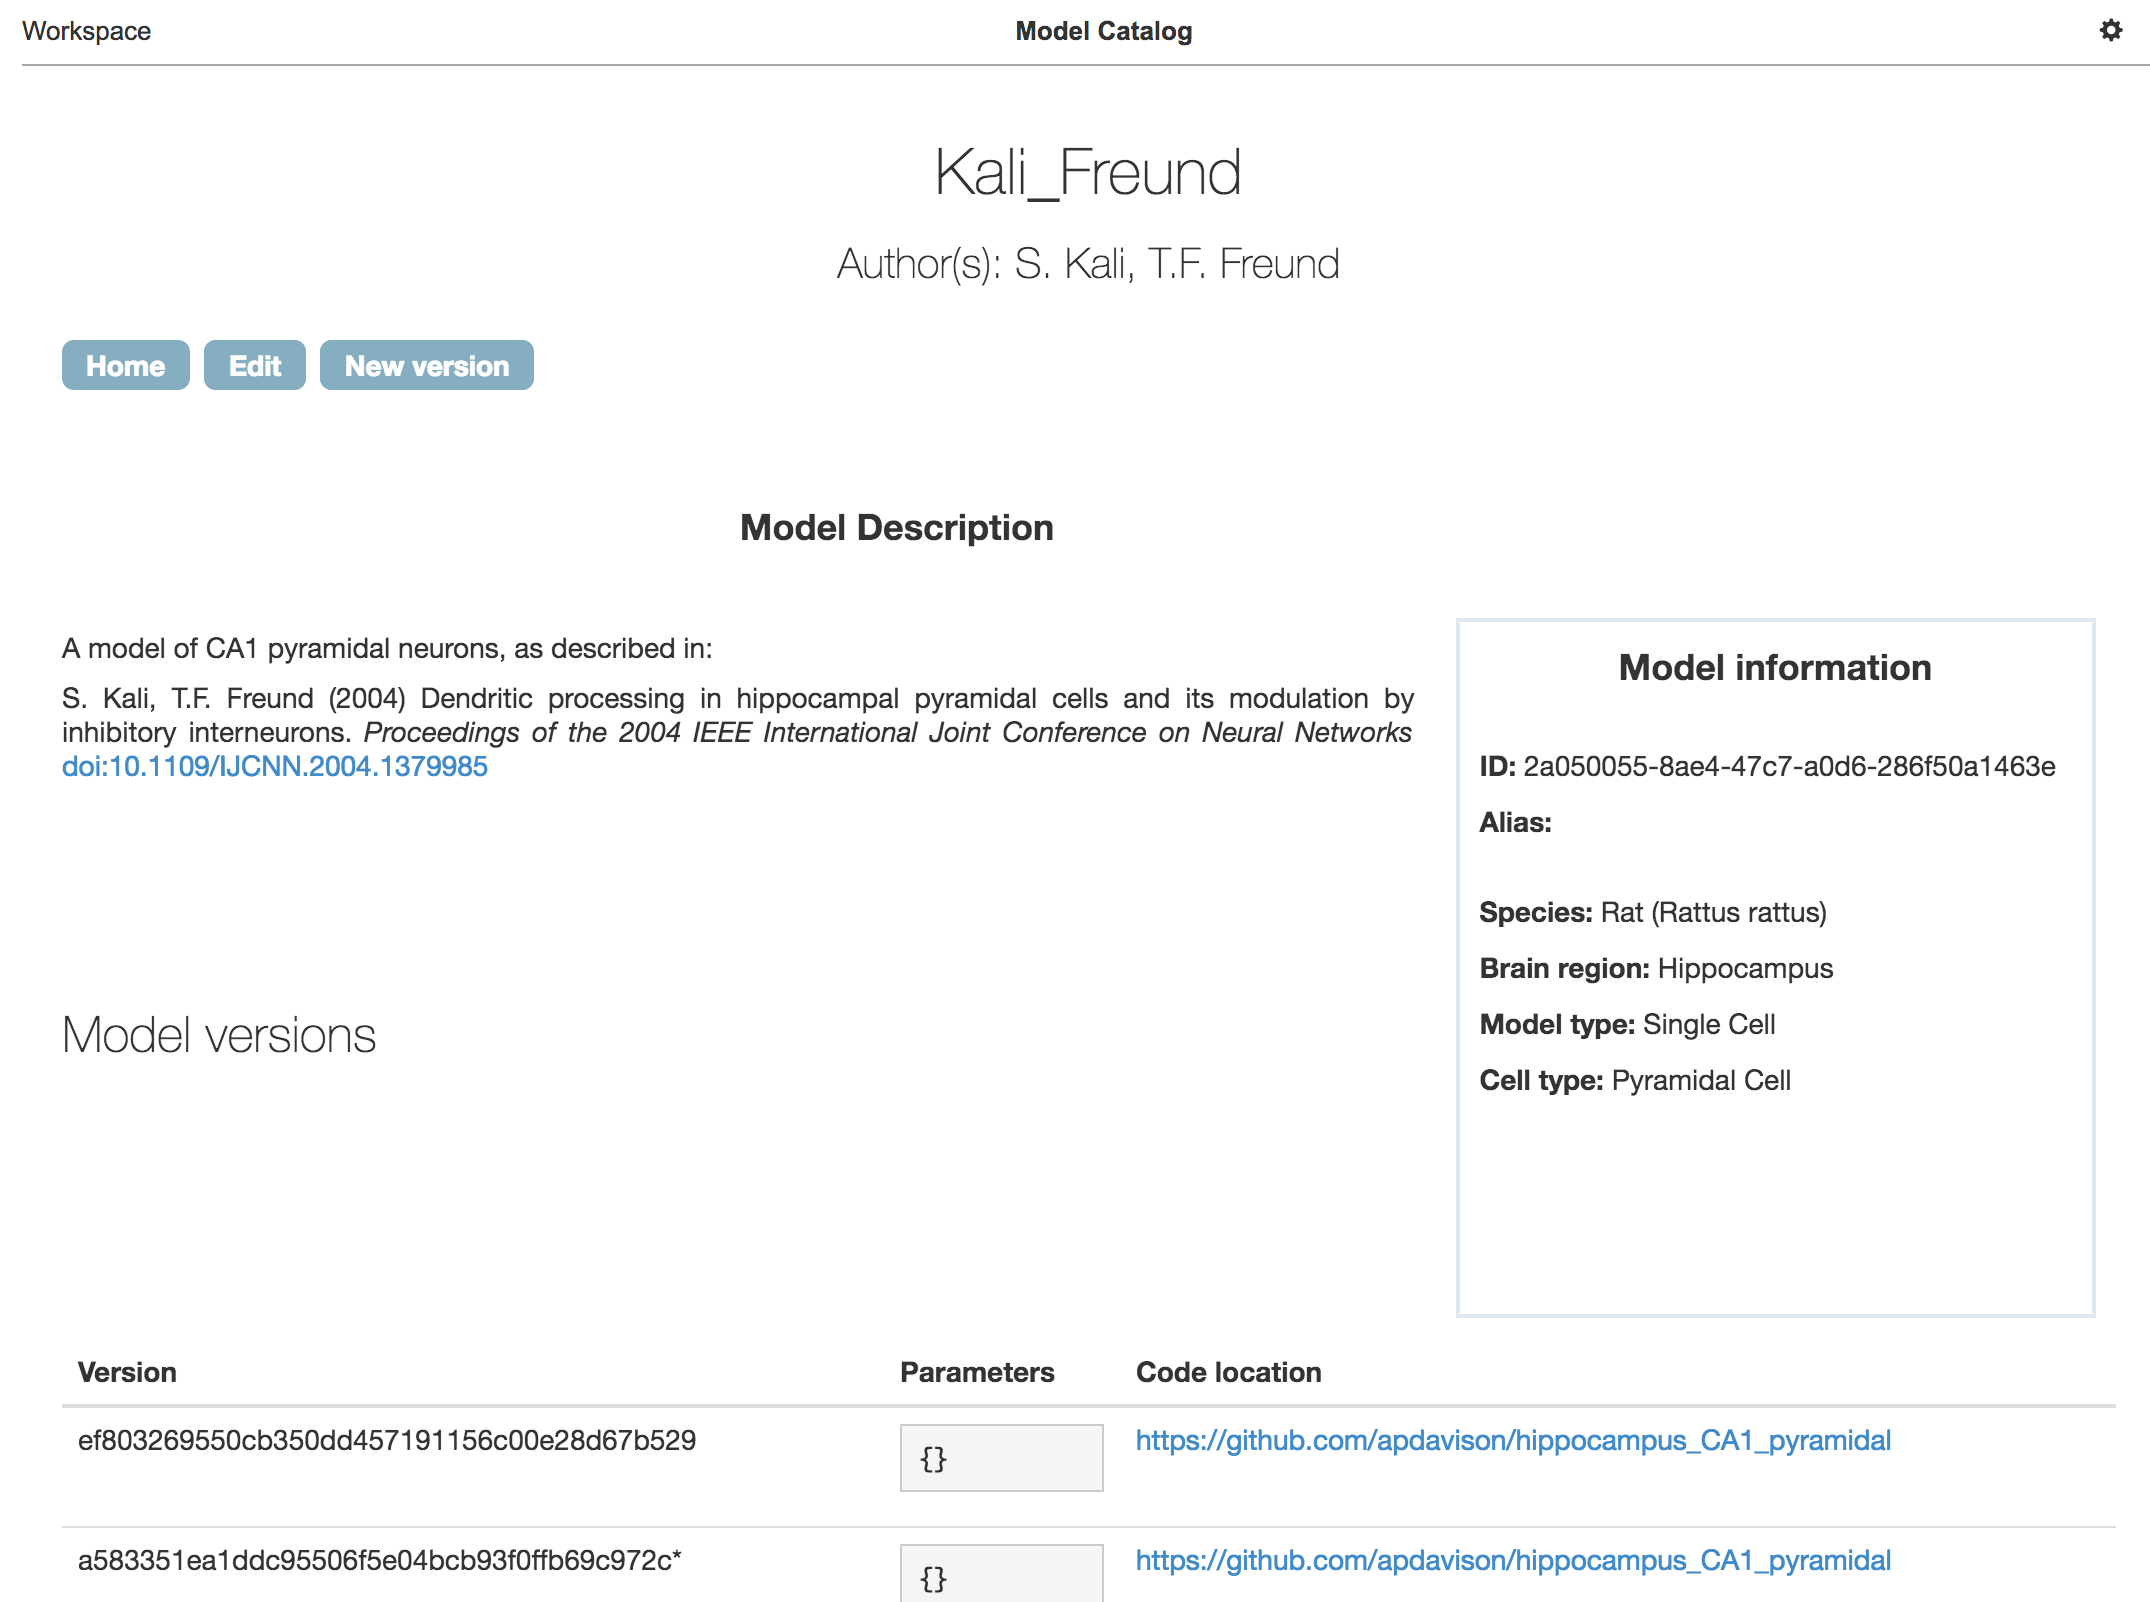 Workspace
Model Catalog
Kali_Freund
Author(s): S. Kali, T.F. Freund
Home
Edit
New version
Model Description
A model of CA1 pyramidal neurons, as described in:
S. Kali, T.F. Freund (2004) Dendritic processing in hippocampal pyramidal cells and its modulation by
inhibitory interneurons. Proceedings of the 2004 IEEE International Joint Conference on Neural Networks
doi:10.1109/IJCNN.2004.1379985
Model information
ID: 2a050055-8ae4-47c7-a0d6-286f50a1463e
Alias:
Species: Rat (Rattus rattus)
Brain region: Hippocampus
Model type: Single Cell
Cell type: Pyramidal Cell
Model versions
Version Parameters Code location
ef803269550cb350dd457191156c00e28d67b529 {} https://github.com/apdavison/hippocampus_CA1_pyramidal
a583351ea1ddc95506f5e04bcb93f0ffb69c972c* {} https://github.com/apdavison/hippocampus_CA1_pyramidal